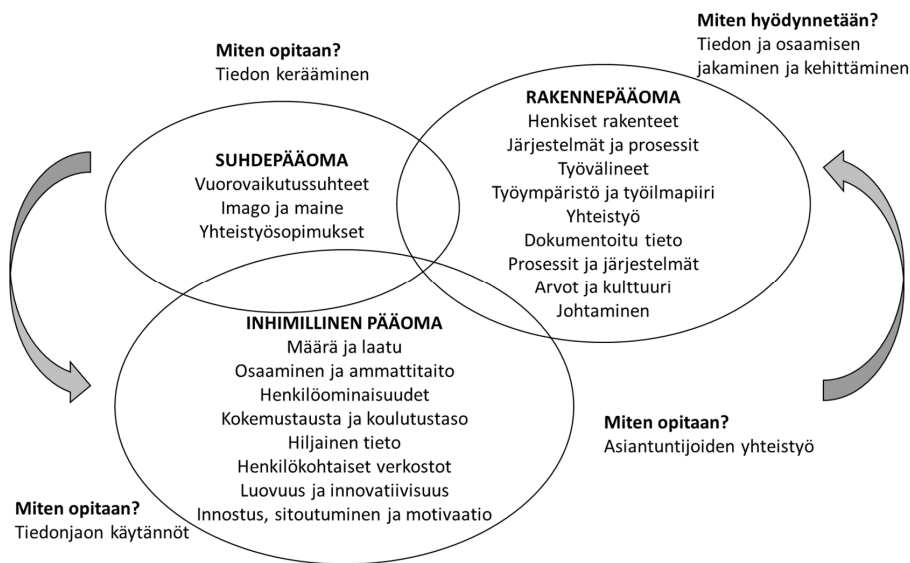 Miten opitaan?
Tiedon kerääminen
Miten hyödynnetään?
Tiedon ja osaamisen
jakaminen ja kehittäminen
SUHDEPÄÄOMA
Vuorovaikutussuhteet
Imago ja maine
Yhteistyösopimukset
RAKENNEPÄÄOMA
Henkiset rakenteet
Järjestelmät ja prosessit
Työvälineet
Työympäristö ja työilmapiiri
Yhteistyö
Dokumentoitu tieto
Prosessit ja järjestelmät
Arvot ja kulttuuri
Johtaminen
INHIMILLINEN PÄÄOMA
Määrä ja laatu
Osaaminen ja ammattitaito
Henkilöominaisuudet
Kokemustausta ja koulutustaso
Hiljainen tieto
Henkilökohtaiset verkostot
Luovuus ja innovatiivisuus
Innostus, sitoutuminen ja motivaatio
Miten opitaan?
Asiantuntijoiden yhteistyö
Miten opitaan?
Tiedonjaon käytännöt